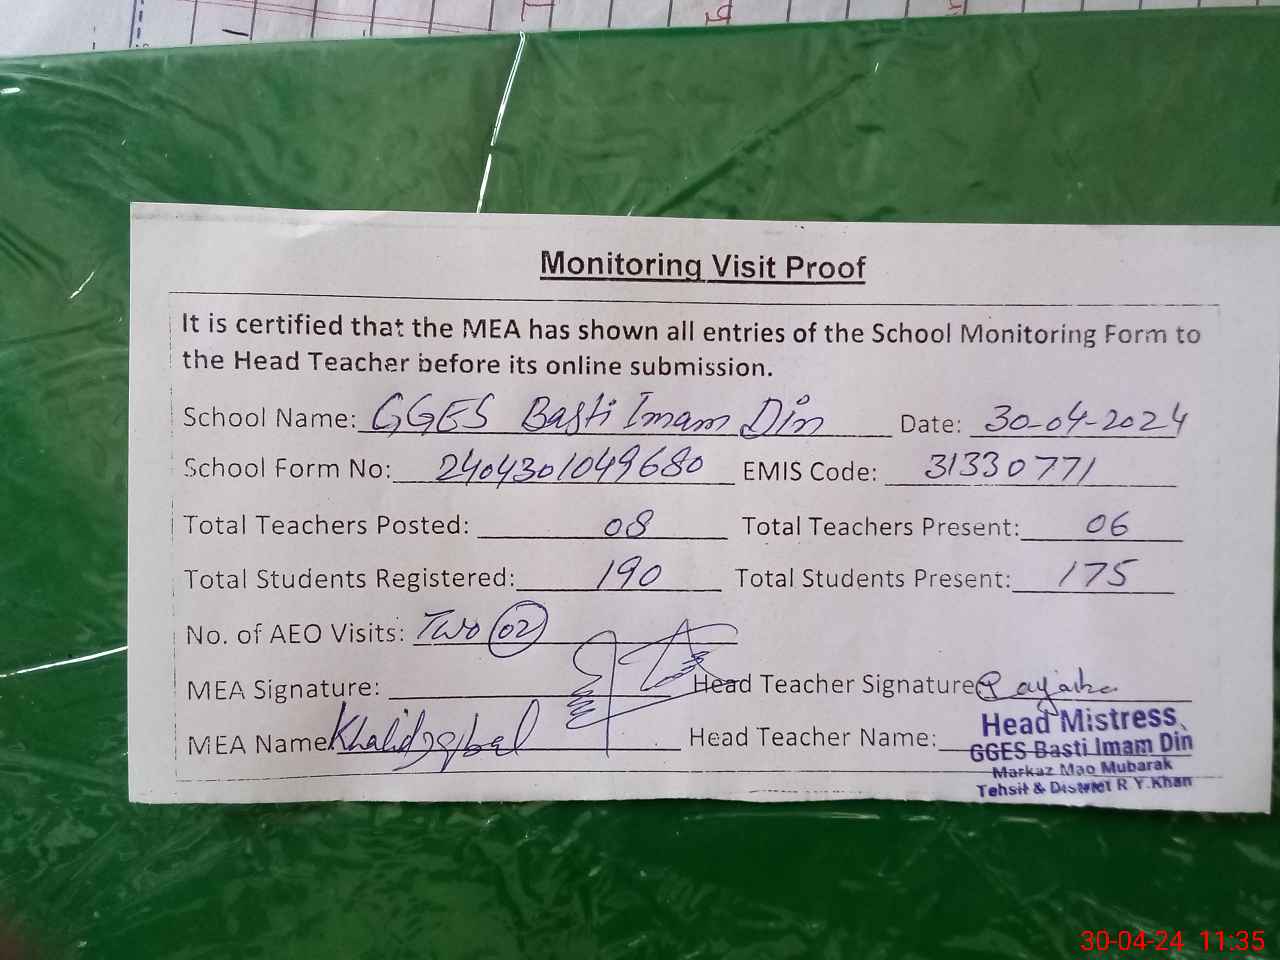 Monitoring Visit Proof
It is certified that the MEA has shown all entries of the School Monitoring Form to
the Head Teacher before its online submission.
School Name: GGES Basti Imam Din Date: 30-04-2024
School Form No: 2404301049680 EMIS Code: 31330771
Total Teachers Posted: 08 Total Teachers Present: 06
Total Students Registered: 190 Total Students Present: 175
No. of AEO Visits: Two 02
MEA Signature: Head Teacher Signature
MEA Name Khalid Iqbal Head Teacher Name:
Head Mistress
GGES Basti Imam Din
Markaz Mao Mubarak
Tehsil & District R.Y.Khan
30-04-24 11:35